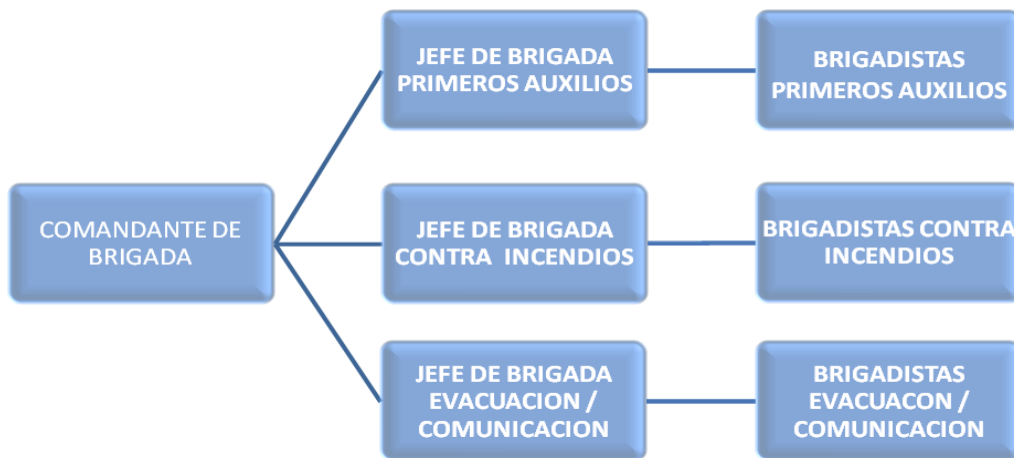 JEFE DE BRIGADA
PRIMEROS AUXILIOS
BRIGADISTAS
PRIMEROS AUXILIOS
COMANDANTE DE
BRIGADA
JEFE DE BRIGADA
CONTRA INCENDIOS
BRIGADISTAS CONTRA
INCENDIOS
JEFE DE BRIGADA
EVACUACION /
COMUNICACION
BRIGADISTAS
EVACUACON /
COMUNICACION